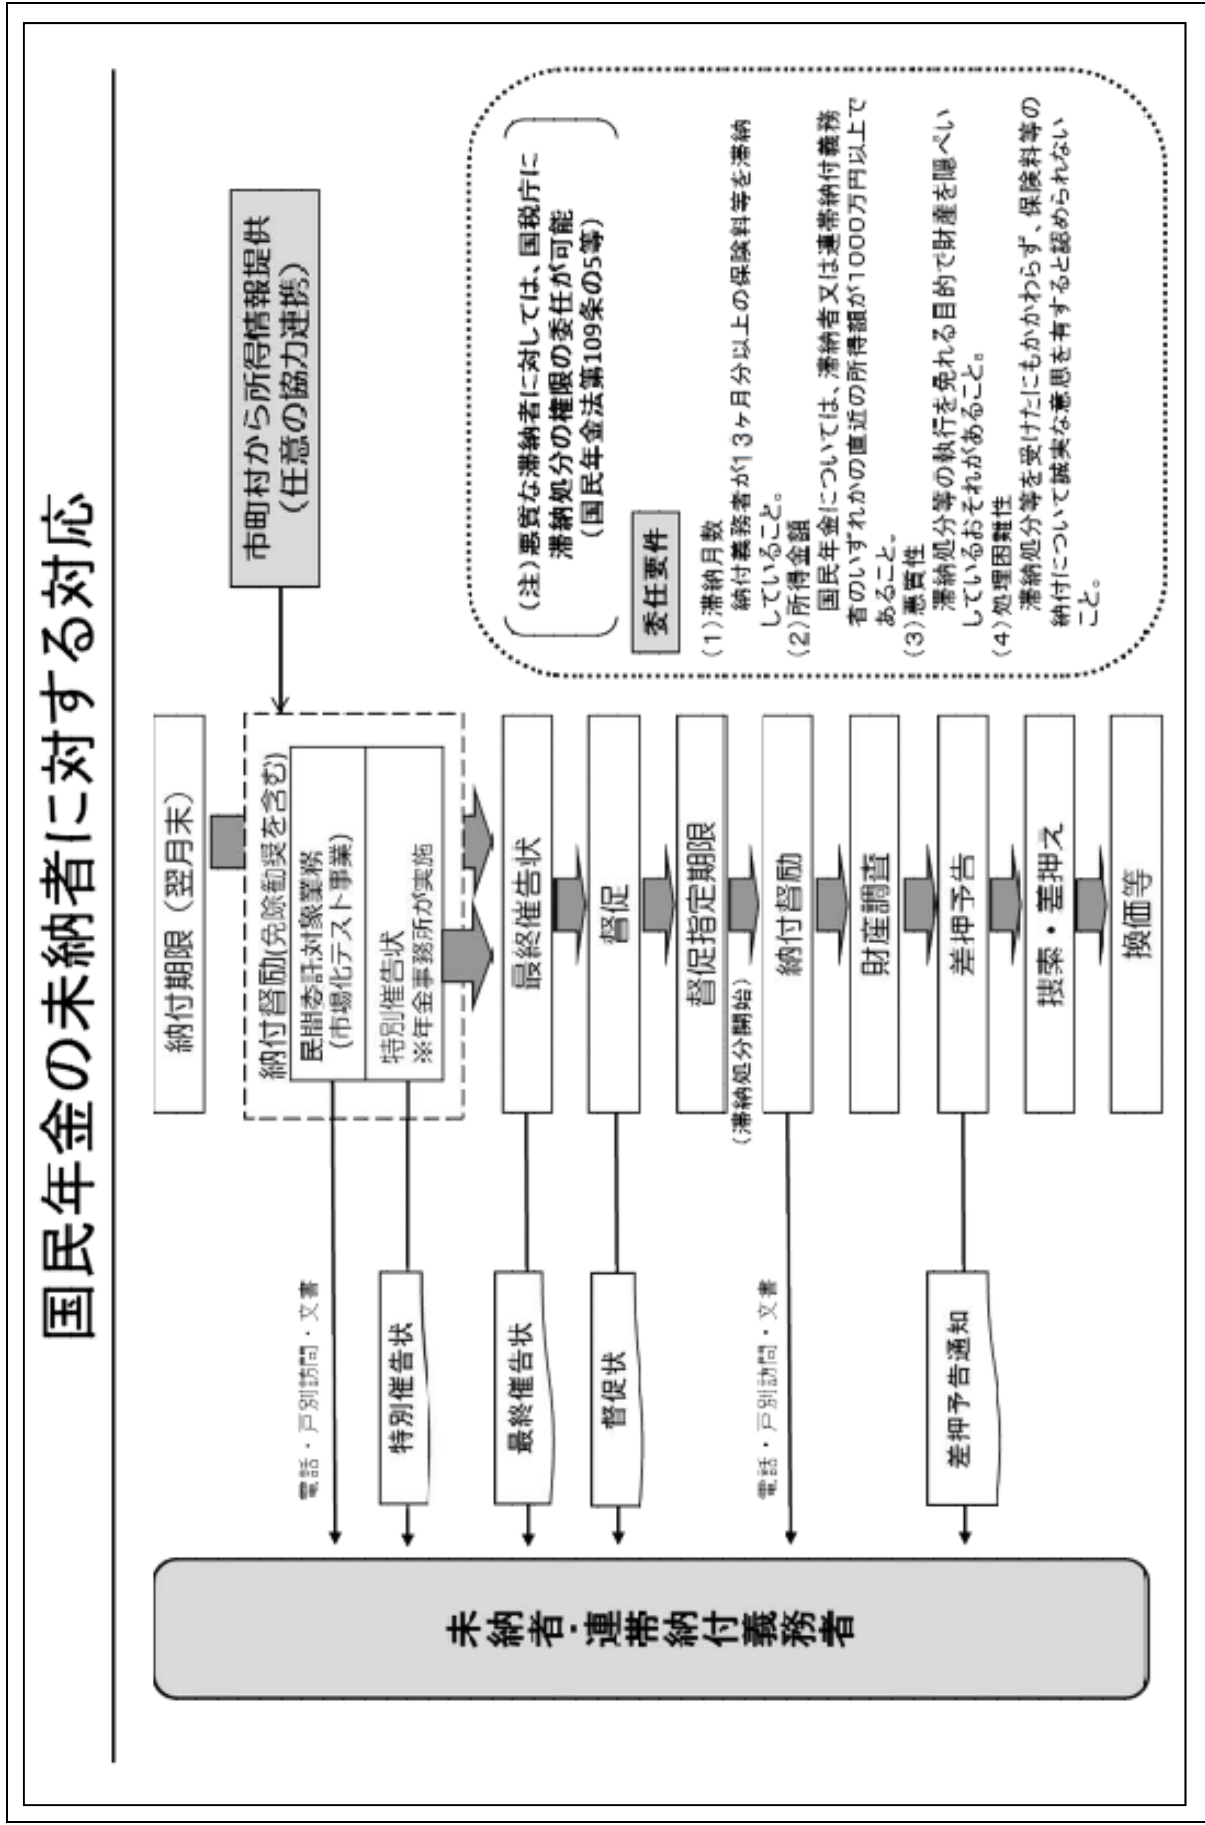 国民年金の未納者に対する対応
納付期限（翌月末）
市町村から所得情報提供
（任意の協力連携）
納付督励(免除勧奨を含む)
民間委託対象業務
(市場化テスト事業)
特別催告状
※年金事務所が実施
電話・戸別訪問・文書
特別催告状
最終催告状
最終催告状
督促
督促状
督促指定期限
（滞納処分開始）
納付督励
電話・戸別訪問・文書
財産調査
差押予告
差押予告通知
捜索・差押え
換価等
未納者・連帯納付義務者
（注）悪質な滞納者に対しては、国税庁に
滞納処分の権限の委任が可能
（国民年金法第109条の5等）
委任要件
（1）滞納月数
納付義務者が13ヶ月分以上の保険料等を滞納
していること。
（2）所得金額
国民年金については、滞納者又は連帯納付義務
者のいずれかの直近の所得額が1000万円以上で
あること。
（3）悪質性
滞納処分等の執行を免れる目的で財産を隠ぺい
しているおそれがあること。
（4）処理困難性
滞納処分等を受けたにもかかわらず、保険料等の
納付について誠実な意思を有すると認められない
こと。